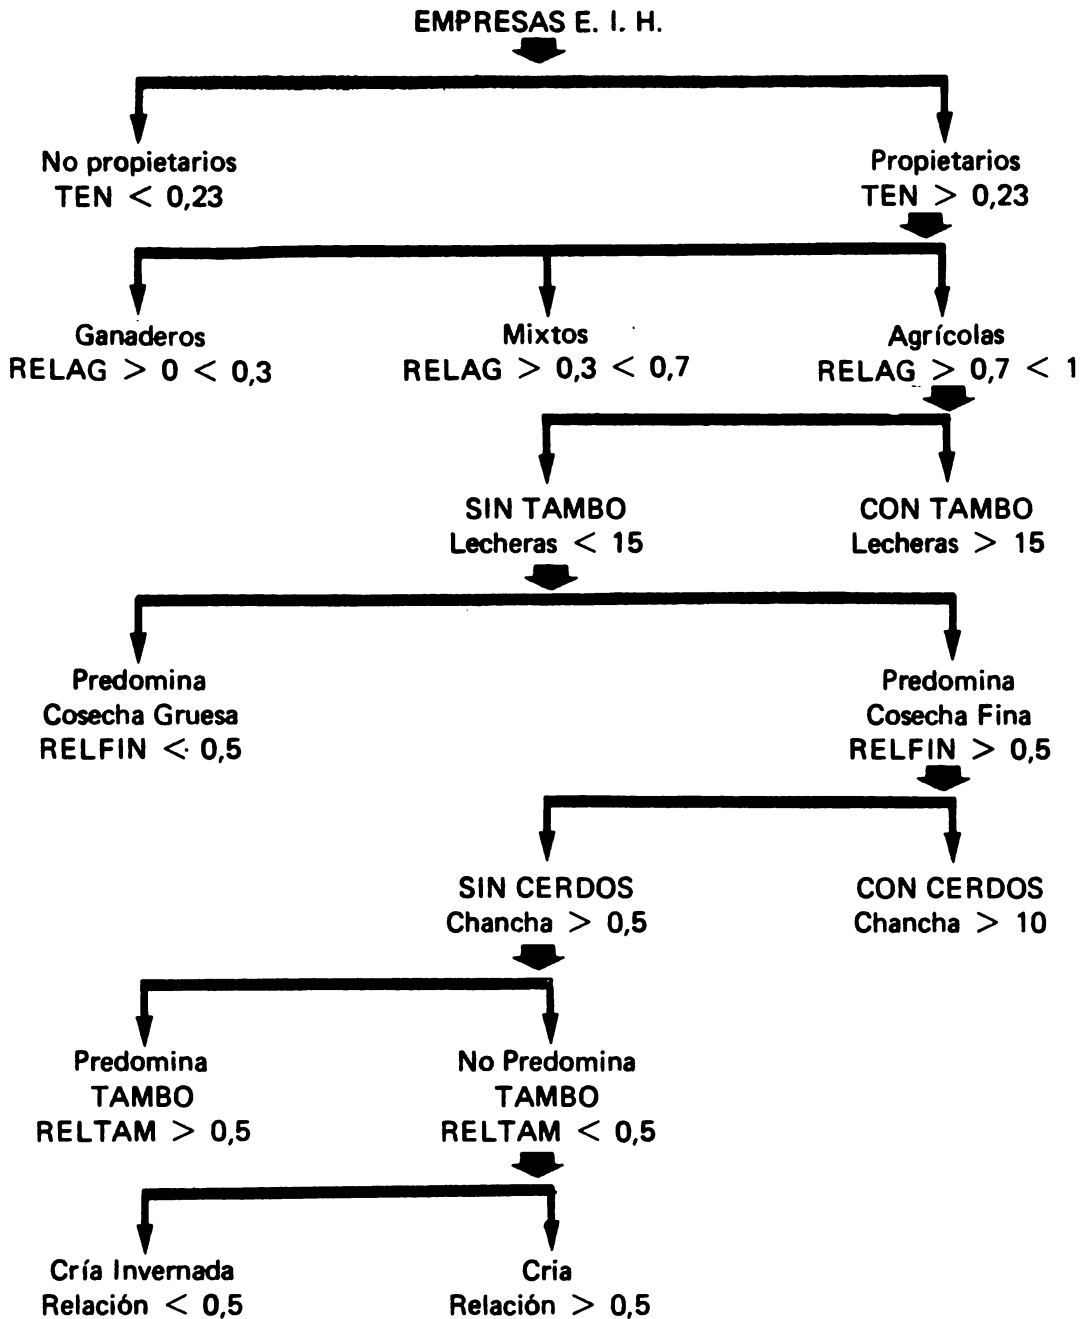 EMPRESAS E. I. H.
No propietarios
TEN < 0,23
Propietarios
TEN > 0,23
Ganaderos
RELAG > 0 < 0,3
Mixtos
RELAG > 0,3 < 0,7
Agrícolas
RELAG > 0,7 < 1
SIN TAMBO
Lecheras < 15
CON TAMBO
Lecheras > 15
Predomina
Cosecha Gruesa
RELFIN < 0,5
Predomina
Cosecha Fina
RELFIN > 0,5
SIN CERDOS
Chancha > 0,5
CON CERDOS
Chancha > 10
Predomina
TAMBO
RELTAM > 0,5
No Predomina
TAMBO
RELTAM < 0,5
Cría Invernada
Relación < 0,5
Cria
Relación > 0,5